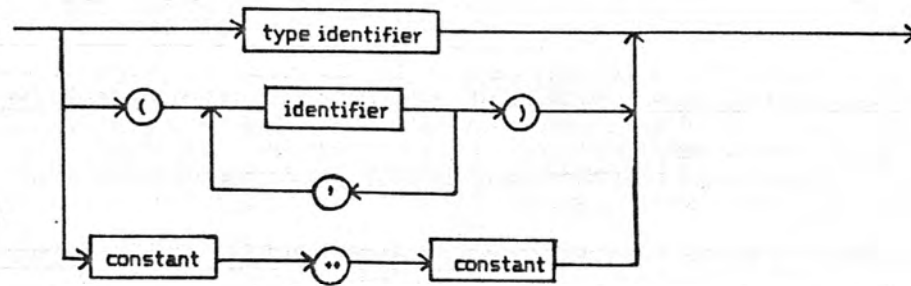 type identifier
( identifier )
,
constant .. constant